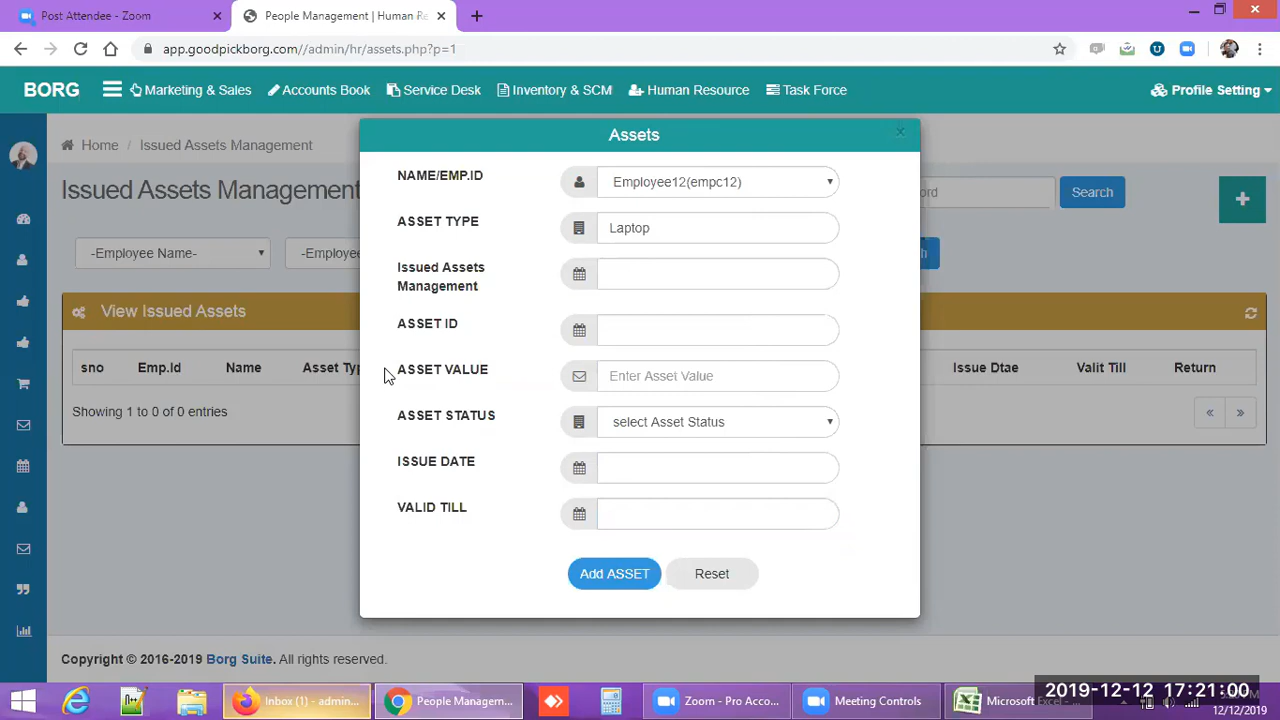 Post Attendee - Zoom
People Management | Human Re
app.goodpickborg.com//admin/hr/assets.php?p=1
BORG Marketing & Sales Accounts Book Service Desk Inventory & SCM Human Resource Task Force Profile Setting
Home / Issued Assets Management
Issued Assets Management
ord Search
-Employee Name- -Employe
View Issued Assets
sno Emp.Id Name Asset Typ Issue Dtae Valid Till Return
Showing 1 to 0 of 0 entries « »
Assets ×
NAME/EMP.ID Employee12(empc12)
ASSET TYPE Laptop
Issued Assets
Management
ASSET ID
ASSET VALUE Enter Asset Value
ASSET STATUS select Asset Status
ISSUE DATE
VALID TILL
Add ASSET Reset
Copyright © 2016-2019 Borg Suite. All rights reserved.
Inbox (1) - admin... People Managem... Zoom - Pro Acco... Meeting Controls Microsoft Excel -
2019-12-12 17:21:00
12/12/2019